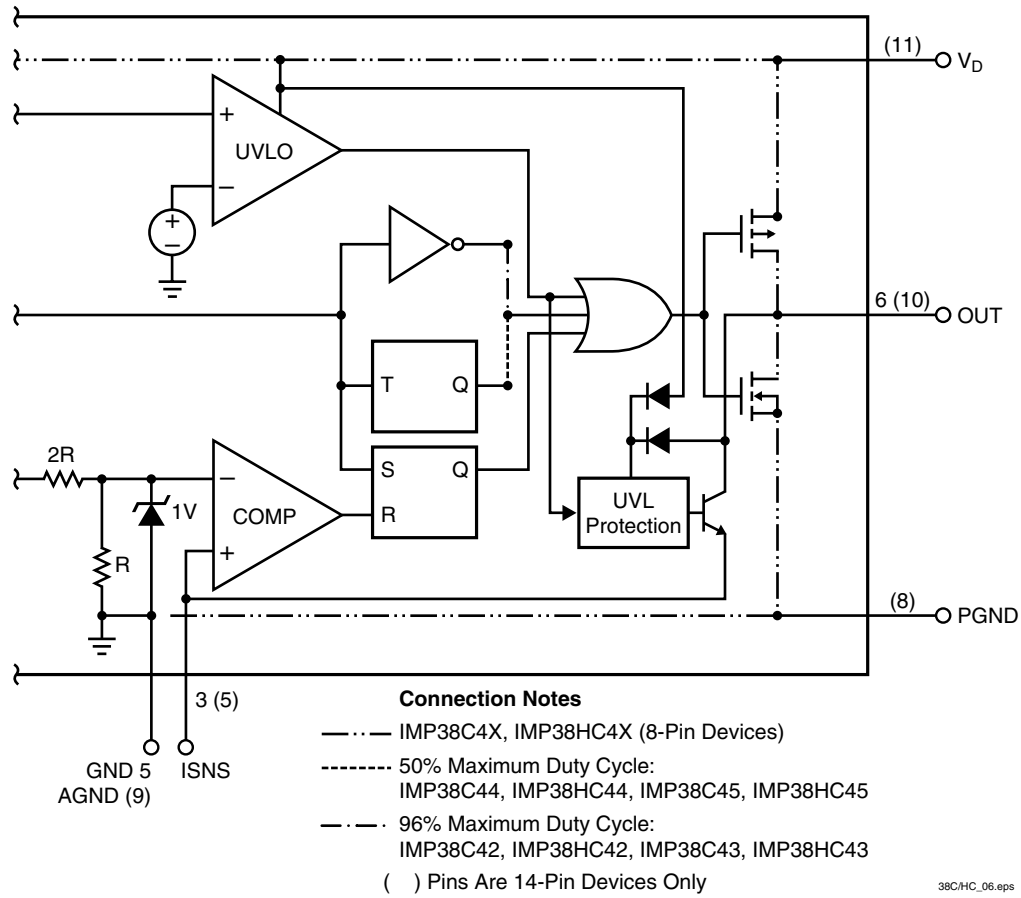 (11)
V_D
+
UVLO
−
+
−
6 (10)
OUT
T Q
2R
S Q
−
1V
COMP
R
UVL
Protection
R
+
(8)
PGND
3 (5)
GND 5
AGND (9)
ISNS
Connection Notes
IMP38C4X, IMP38HC4X (8-Pin Devices)
50% Maximum Duty Cycle:
IMP38C44, IMP38HC44, IMP38C45, IMP38HC45
96% Maximum Duty Cycle:
IMP38C42, IMP38HC42, IMP38C43, IMP38HC43
( ) Pins Are 14-Pin Devices Only
38C/HC_06.eps